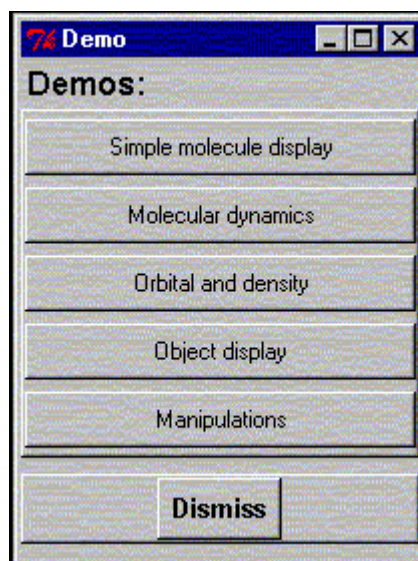 Demo
Demos:
Simple molecule display
Molecular dynamics
Orbital and density
Object display
Manipulations
Dismiss